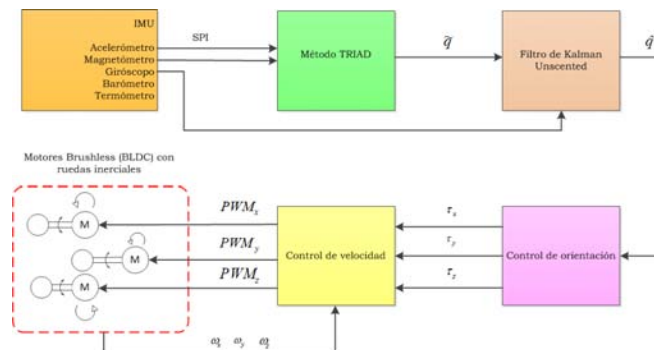 IMU
Acelerómetro
Magnetómetro
Giróscopo
Barómetro
Termómetro
SPI
Método TRIAD
q̃
Filtro de Kalman
Unscented
q̂
Motores Brushless (BLDC) con
ruedas inerciales
M
M
M
PWMx
PWMy
PWMz
Control de velocidad
τx
τy
τz
Control de orientación
ωx ωy ωz